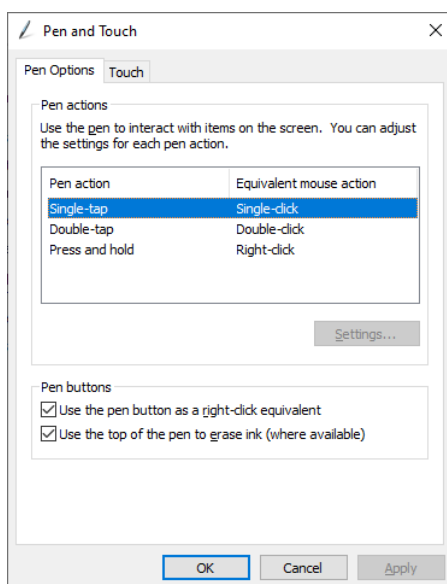 Pen and Touch
Pen Options Touch
Pen actions
Use the pen to interact with items on the screen. You can adjust
the settings for each pen action.
Pen action Equivalent mouse action
Single-tap Single-click
Double-tap Double-click
Press and hold Right-click
Settings...
Pen buttons
Use the pen button as a right-click equivalent
Use the top of the pen to erase ink (where available)
OK Cancel Apply